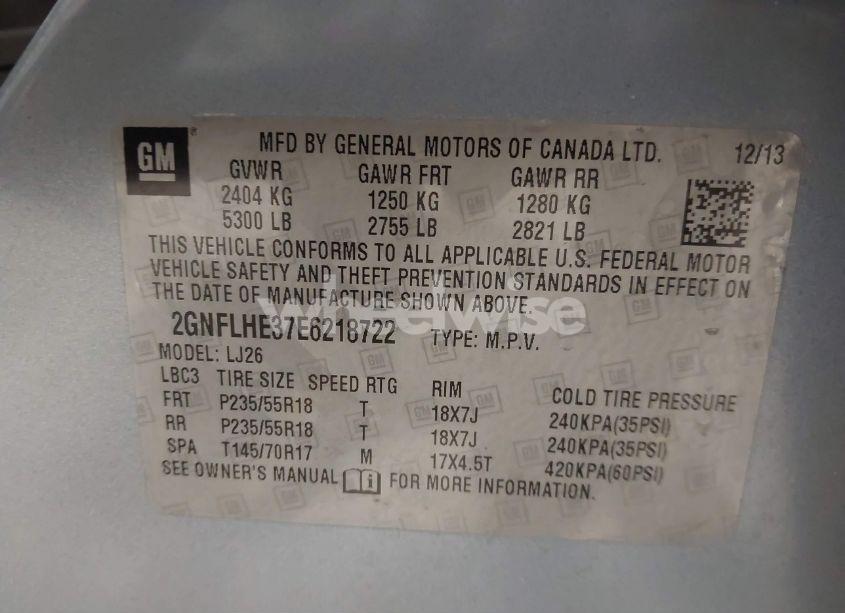 GM
MFD BY GENERAL MOTORS OF CANADA LTD. 12/13
GVWR GAWR FRT GAWR RR
2404 KG 1250 KG 1280 KG
5300 LB 2755 LB 2821 LB
THIS VEHICLE CONFORMS TO ALL APPLICABLE U.S. FEDERAL MOTOR
VEHICLE SAFETY AND THEFT PREVENTION STANDARDS IN EFFECT ON
THE DATE OF MANUFACTURE SHOWN ABOVE.
wheelwise
2GNFLHE37E6218722 TYPE: M.P.V.
MODEL: LJ26
LBC3 TIRE SIZE SPEED RTG RIM COLD TIRE PRESSURE
FRT P235/55R18 T 18X7J 240KPA(35PSI)
RR P235/55R18 T 18X7J 240KPA(35PSI)
SPA T145/70R17 M 17X4.5T 420KPA(60PSI)
SEE OWNER'S MANUAL i FOR MORE INFORMATION.